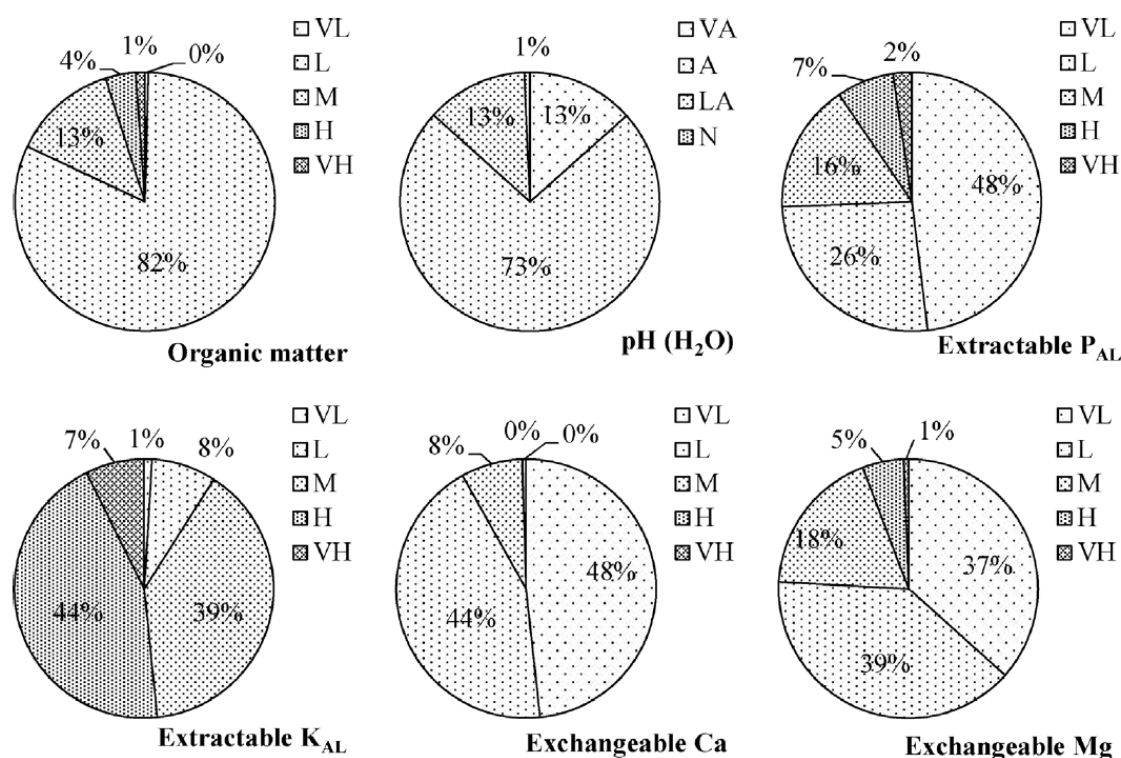 VL
L
M
H
VH
4%
1%
0%
13%
82%
Organic matter
VA
A
LA
N
1%
13%
13%
73%
pH (H₂O)
VL
L
M
H
VH
7%
2%
16%
48%
26%
Extractable P_AL
VL
L
M
H
VH
7%
1%
8%
44%
39%
Extractable K_AL
VL
L
M
H
VH
8%
0%
0%
48%
44%
Exchangeable Ca
VL
L
M
H
VH
5%
1%
18%
37%
39%
Exchangeable Mg